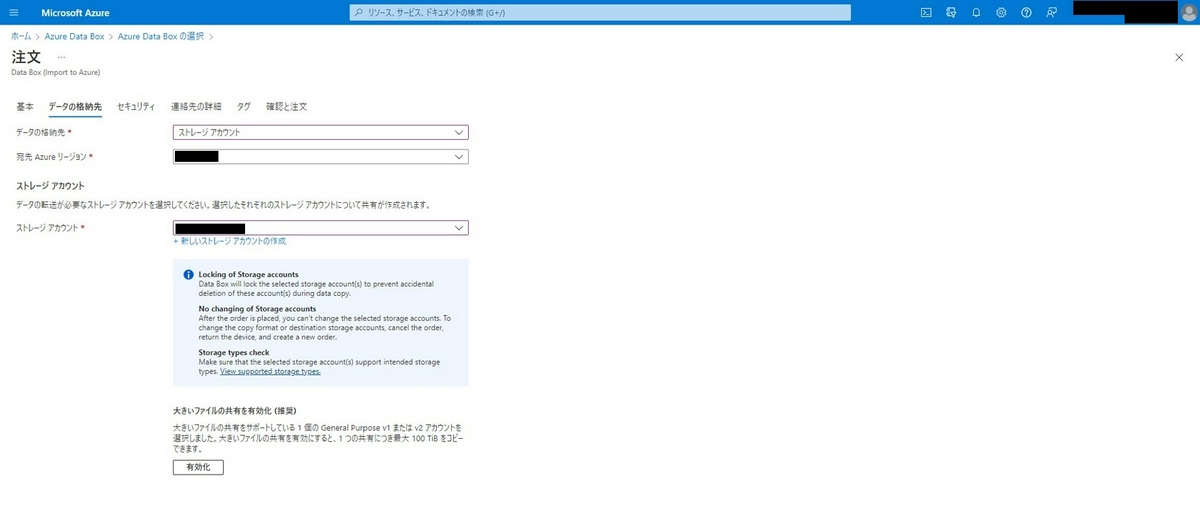 Microsoft Azure
リソース、サービス、ドキュメントの検索 (G+/)
ホーム > Azure Data Box > Azure Data Box の選択 >
注文 …
Data Box (Import to Azure)
基本 データの格納先 セキュリティ 連絡先の詳細 タグ 確認と注文
データの格納先 * ストレージ アカウント
宛先 Azure リージョン *
ストレージ アカウント
データの転送が必要なストレージ アカウントを選択してください。選択したそれぞれのストレージ アカウントについて共有が作成されます。
ストレージ アカウント *
+ 新しいストレージ アカウントの作成
Locking of Storage accounts
Data Box will lock the selected storage account(s) to prevent accidental
deletion of these account(s) during data copy.
No changing of Storage accounts
After the order is placed, you can't change the selected storage accounts. To
change the copy format or destination storage accounts, cancel the order,
return the device, and create a new order.
Storage types check
Make sure that the selected storage account(s) support intended storage
types. View supported storage types.
大きいファイルの共有を有効化 (推奨)
大きいファイルの共有をサポートしている 1 個の General Purpose v1 または v2 アカウントを
選択しました。大きいファイルの共有を有効にすると、1 つの共有につき最大 100 TiB をコピー
できます。
有効化